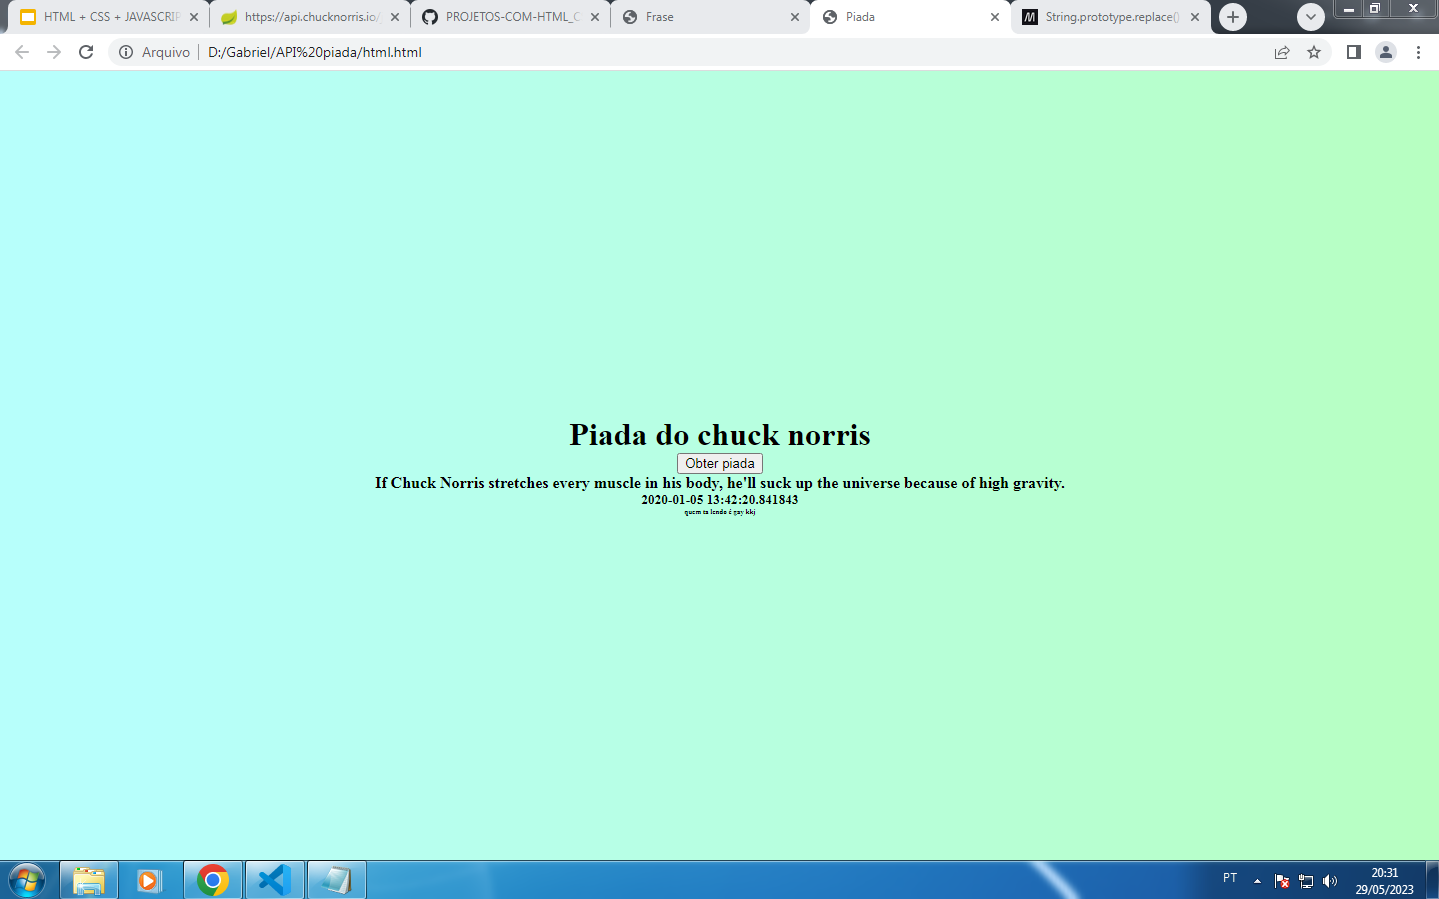 HTML + CSS + JAVASCRIP
https://api.chucknorris.io/
PROJETOS-COM-HTML_C
Frase
Piada
String.prototype.replace()
Arquivo
D:/Gabriel/API%20piada/html.html
Piada do chuck norris
Obter piada
If Chuck Norris stretches every muscle in his body, he'll suck up the universe because of high gravity.
2020-01-05 13:42:20.841843
quem ta lendo é gay kkj
PT
20:31
29/05/2023